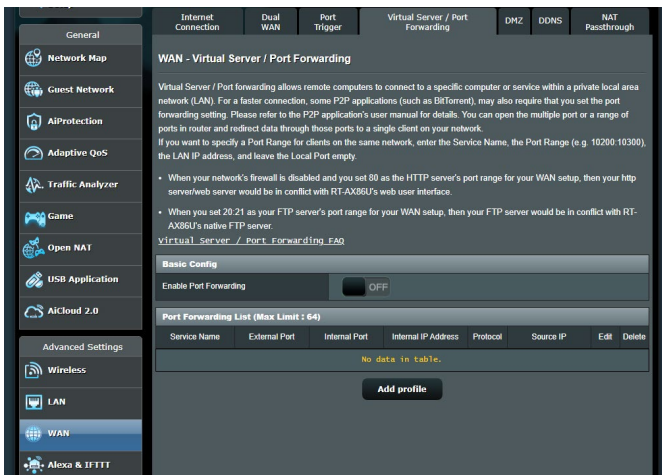 General
Network Map
Guest Network
AiProtection
Adaptive QoS
Traffic Analyzer
Game
Open NAT
USB Application
AiCloud 2.0
Advanced Settings
Wireless
LAN
WAN
Alexa & IFTTT
Internet Connection
Dual WAN
Port Trigger
Virtual Server / Port Forwarding
DMZ
DDNS
NAT Passthrough
WAN - Virtual Server / Port Forwarding
Virtual Server / Port forwarding allows remote computers to connect to a specific computer or service within a private local area
network (LAN). For a faster connection, some P2P applications (such as BitTorrent), may also require that you set the port
forwarding setting. Please refer to the P2P application's user manual for details. You can open the multiple port or a range of
ports in router and redirect data through those ports to a single client on your network.
If you want to specify a Port Range for clients on the same network, enter the Service Name, the Port Range (e.g. 10200:10300),
the LAN IP address, and leave the Local Port empty.
• When your network's firewall is disabled and you set 80 as the HTTP server's port range for your WAN setup, then your http
server/web server would be in conflict with RT-AX86U's web user interface.
• When you set 20:21 as your FTP server's port range for your WAN setup, then your FTP server would be in conflict with RT-
AX86U's native FTP server.
Virtual Server / Port Forwarding FAQ
Basic Config
Enable Port Forwarding OFF
Port Forwarding List (Max Limit : 64)
Service Name External Port Internal Port Internal IP Address Protocol Source IP Edit Delete
No data in table.
Add profile